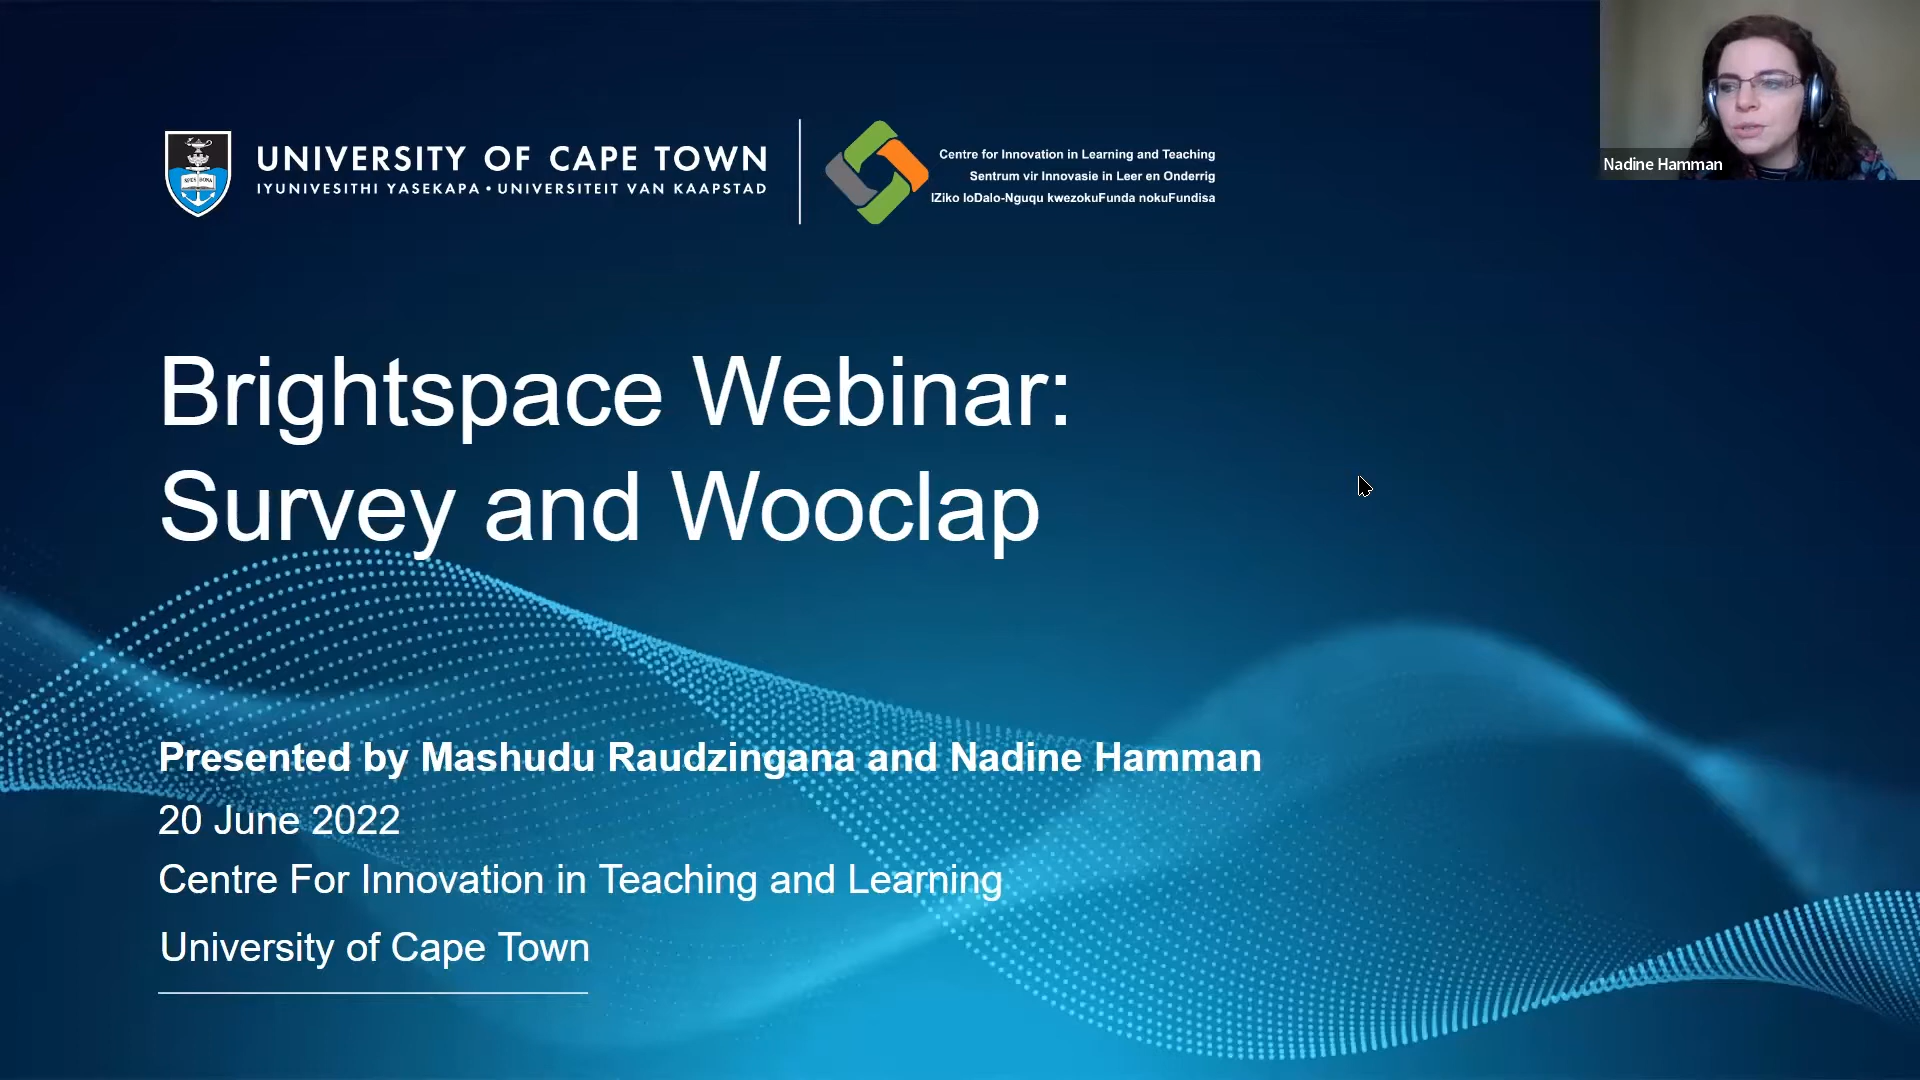 UNIVERSITY OF CAPE TOWN
IYUNIVESITHI YASEKAPA • UNIVERSITEIT VAN KAAPSTAD
Centre for Innovation in Learning and Teaching
Sentrum vir Innovasie in Leer en Onderrig
IZiko loDalo-Nguqu kwezokuFunda nokuFundisa
Nadine Hamman
Brightspace Webinar:
Survey and Wooclap
Presented by Mashudu Raudzingana and Nadine Hamman
20 June 2022
Centre For Innovation in Teaching and Learning
University of Cape Town